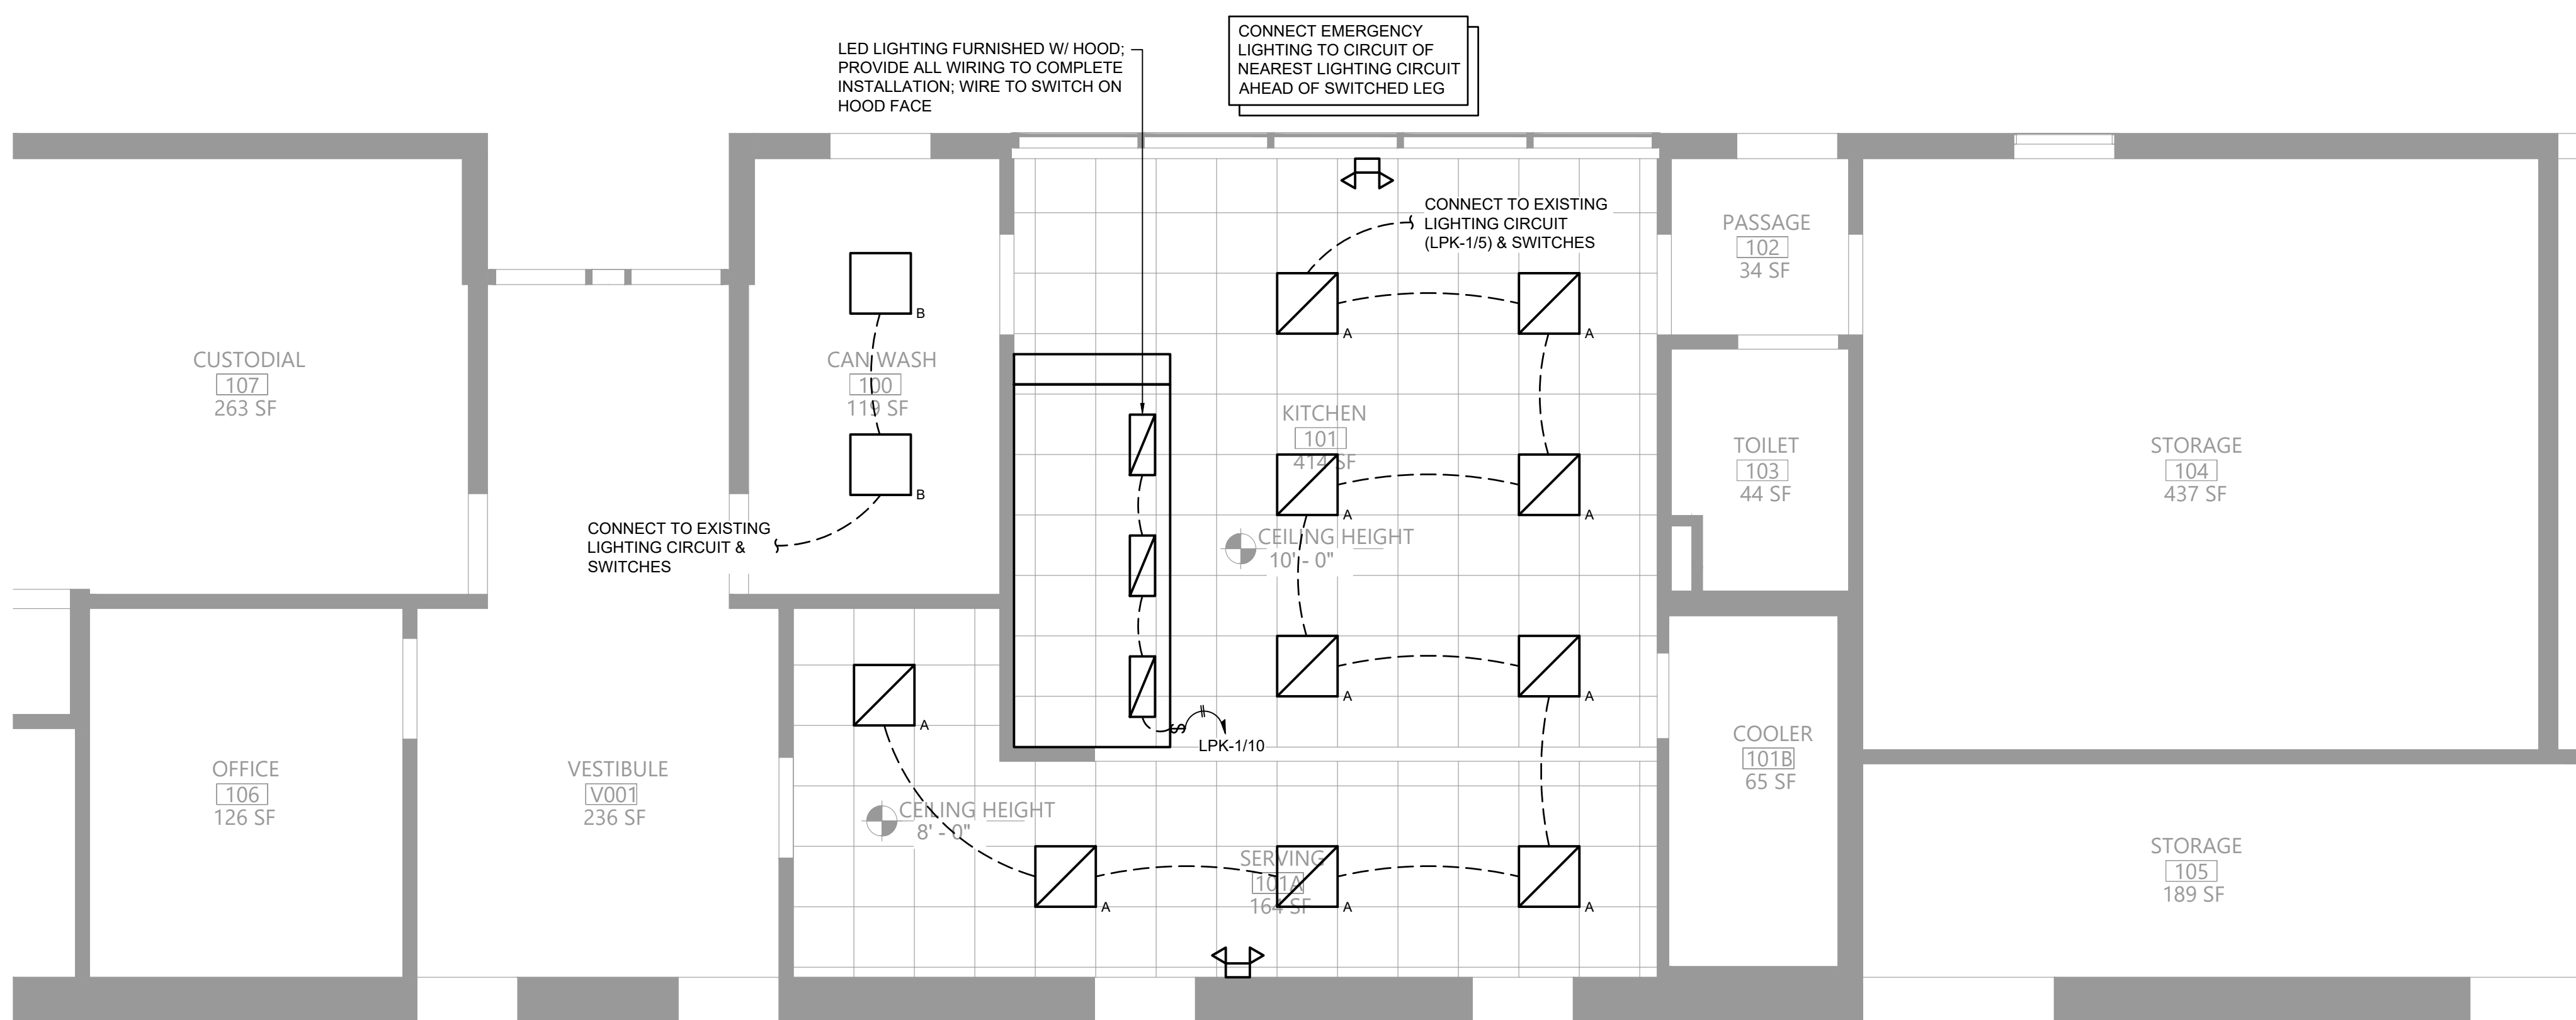 LED LIGHTING FURNISHED W/ HOOD;
PROVIDE ALL WIRING TO COMPLETE
INSTALLATION; WIRE TO SWITCH ON
HOOD FACE
CONNECT EMERGENCY
LIGHTING TO CIRCUIT OF
NEAREST LIGHTING CIRCUIT
AHEAD OF SWITCHED LEG
CONNECT TO EXISTING
LIGHTING CIRCUIT
(LPK-1/5) & SWITCHES
PASSAGE
102
34 SF
B
A
A
CUSTODIAL
107
263 SF
CAN WASH
100
119 SF
KITCHEN
101
414 SF
TOILET
103
44 SF
STORAGE
104
437 SF
B
A
A
CONNECT TO EXISTING
LIGHTING CIRCUIT &
SWITCHES
CEILING HEIGHT
10' - 0"
A
A
A
$
LPK-1/10
OFFICE
106
126 SF
VESTIBULE
V001
236 SF
COOLER
101B
65 SF
CEILING HEIGHT
8' - 0"
SERVING
101A
164 SF
A
A
A
STORAGE
105
189 SF